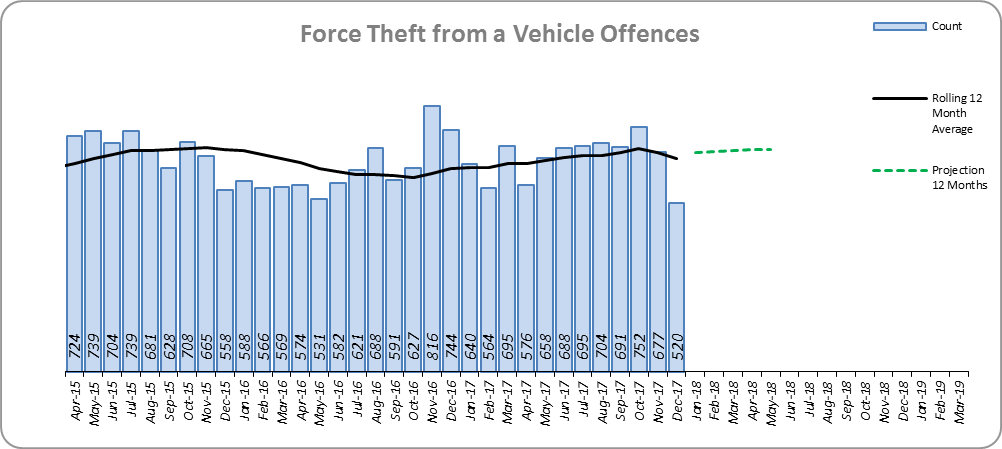 Force Theft from a Vehicle Offences
Count
Rolling 12
Month
Average
Projection
12 Months
724 739 704 739 681 628 708 665 558 588 566 569 574 531 582 621 688 591 627 816 744 640 564 695 576 658 688 695 704 691 752 677 520
Apr-15 May-15 Jun-15 Jul-15 Aug-15 Sep-15 Oct-15 Nov-15 Dec-15 Jan-16 Feb-16 Mar-16 Apr-16 May-16 Jun-16 Jul-16 Aug-16 Sep-16 Oct-16 Nov-16 Dec-16 Jan-17 Feb-17 Mar-17 Apr-17 May-17 Jun-17 Jul-17 Aug-17 Sep-17 Oct-17 Nov-17 Dec-17 Jan-18 Feb-18 Mar-18 Apr-18 May-18 Jun-18 Jul-18 Aug-18 Sep-18 Oct-18 Nov-18 Dec-18 Jan-19 Feb-19 Mar-19